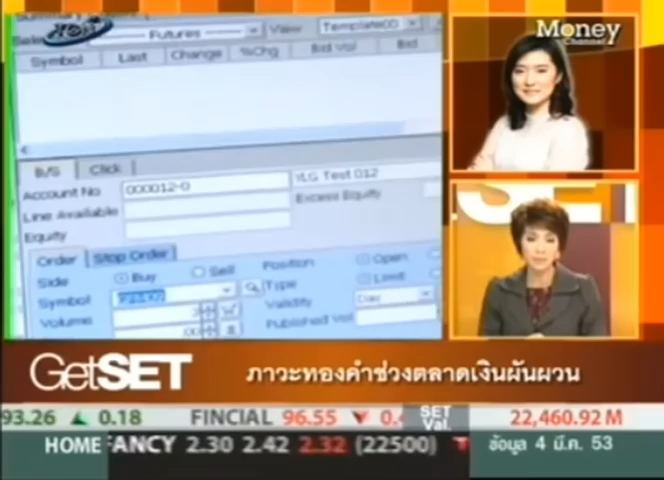 Money
Channel
Futures
View
Template00
Symbol Last Change %Chg Bid Vol Bid
B/S Click
Account No 000012-0 YLG Test 012
Line Available Excess Equity
Equity
Order Stop Order
Side Buy Sell Position Open
Symbol Type Limit
Volume Validity Day
Published Vol
GetSET
ภาวะทองคำช่วงตลาดเงินผันผวน
93.26 ▲ 0.18 FINCIAL 96.55 ▼ SET Val. 22,460.92 M
HOME FANCY 2.30 2.42 2.32 (22500) ▼ ข้อมูล 4 มี.ค. 53